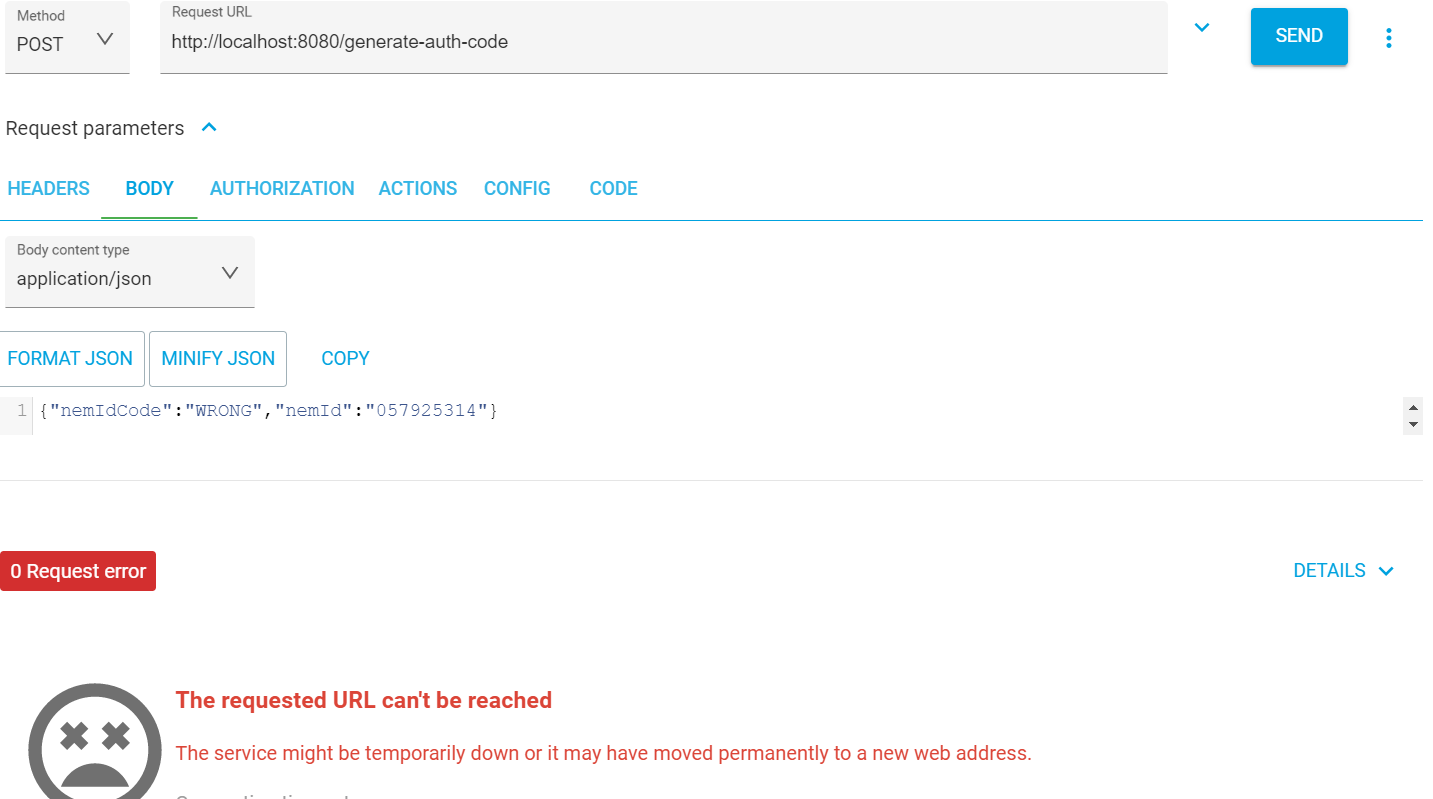 Method
POST
Request URL
http://localhost:8080/generate-auth-code
SEND
Request parameters
HEADERS BODY AUTHORIZATION ACTIONS CONFIG CODE
Body content type
application/json
FORMAT JSON MINIFY JSON COPY
1 {"nemIdCode":"WRONG","nemId":"057925314"}
0 Request error
DETAILS
The requested URL can't be reached
The service might be temporarily down or it may have moved permanently to a new web address.